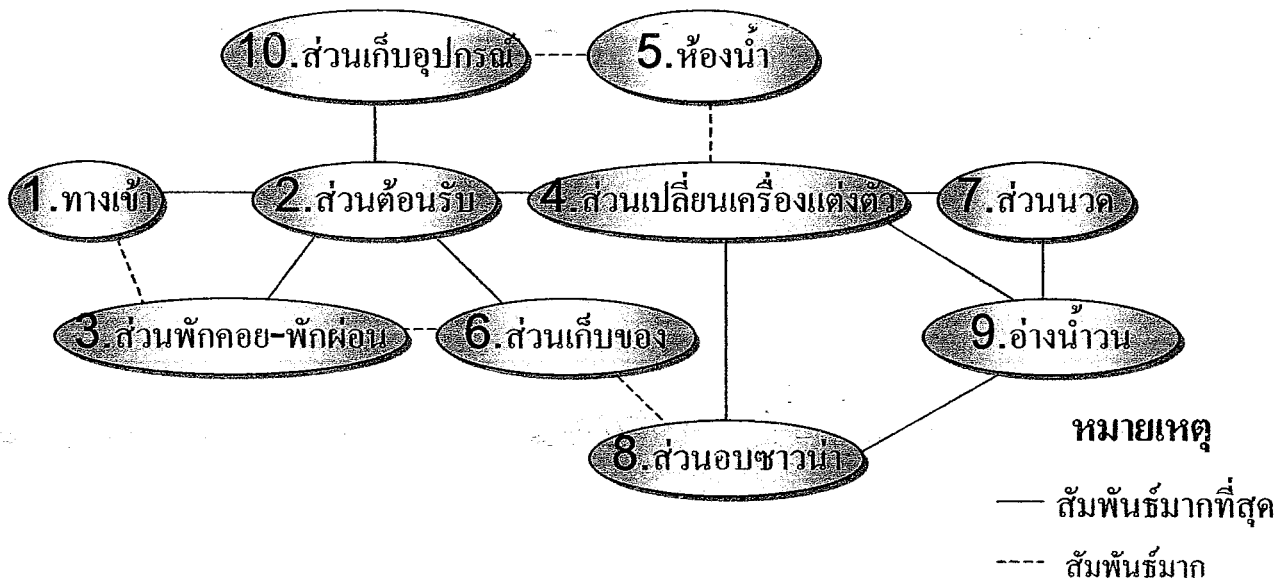 10.ส่วนเก็บอุปกรณ์
5.ห้องน้ำ
1.ทางเข้า
2.ส่วนต้อนรับ
4.ส่วนเปลี่ยนเครื่องแต่งตัว
7.ส่วนนวด
3.ส่วนพักคอย-พักผ่อน
6.ส่วนเก็บของ
9.อ่างน้ำวน
8.ส่วนอบซาวน่า
หมายเหตุ
สัมพันธ์มากที่สุด
สัมพันธ์มาก